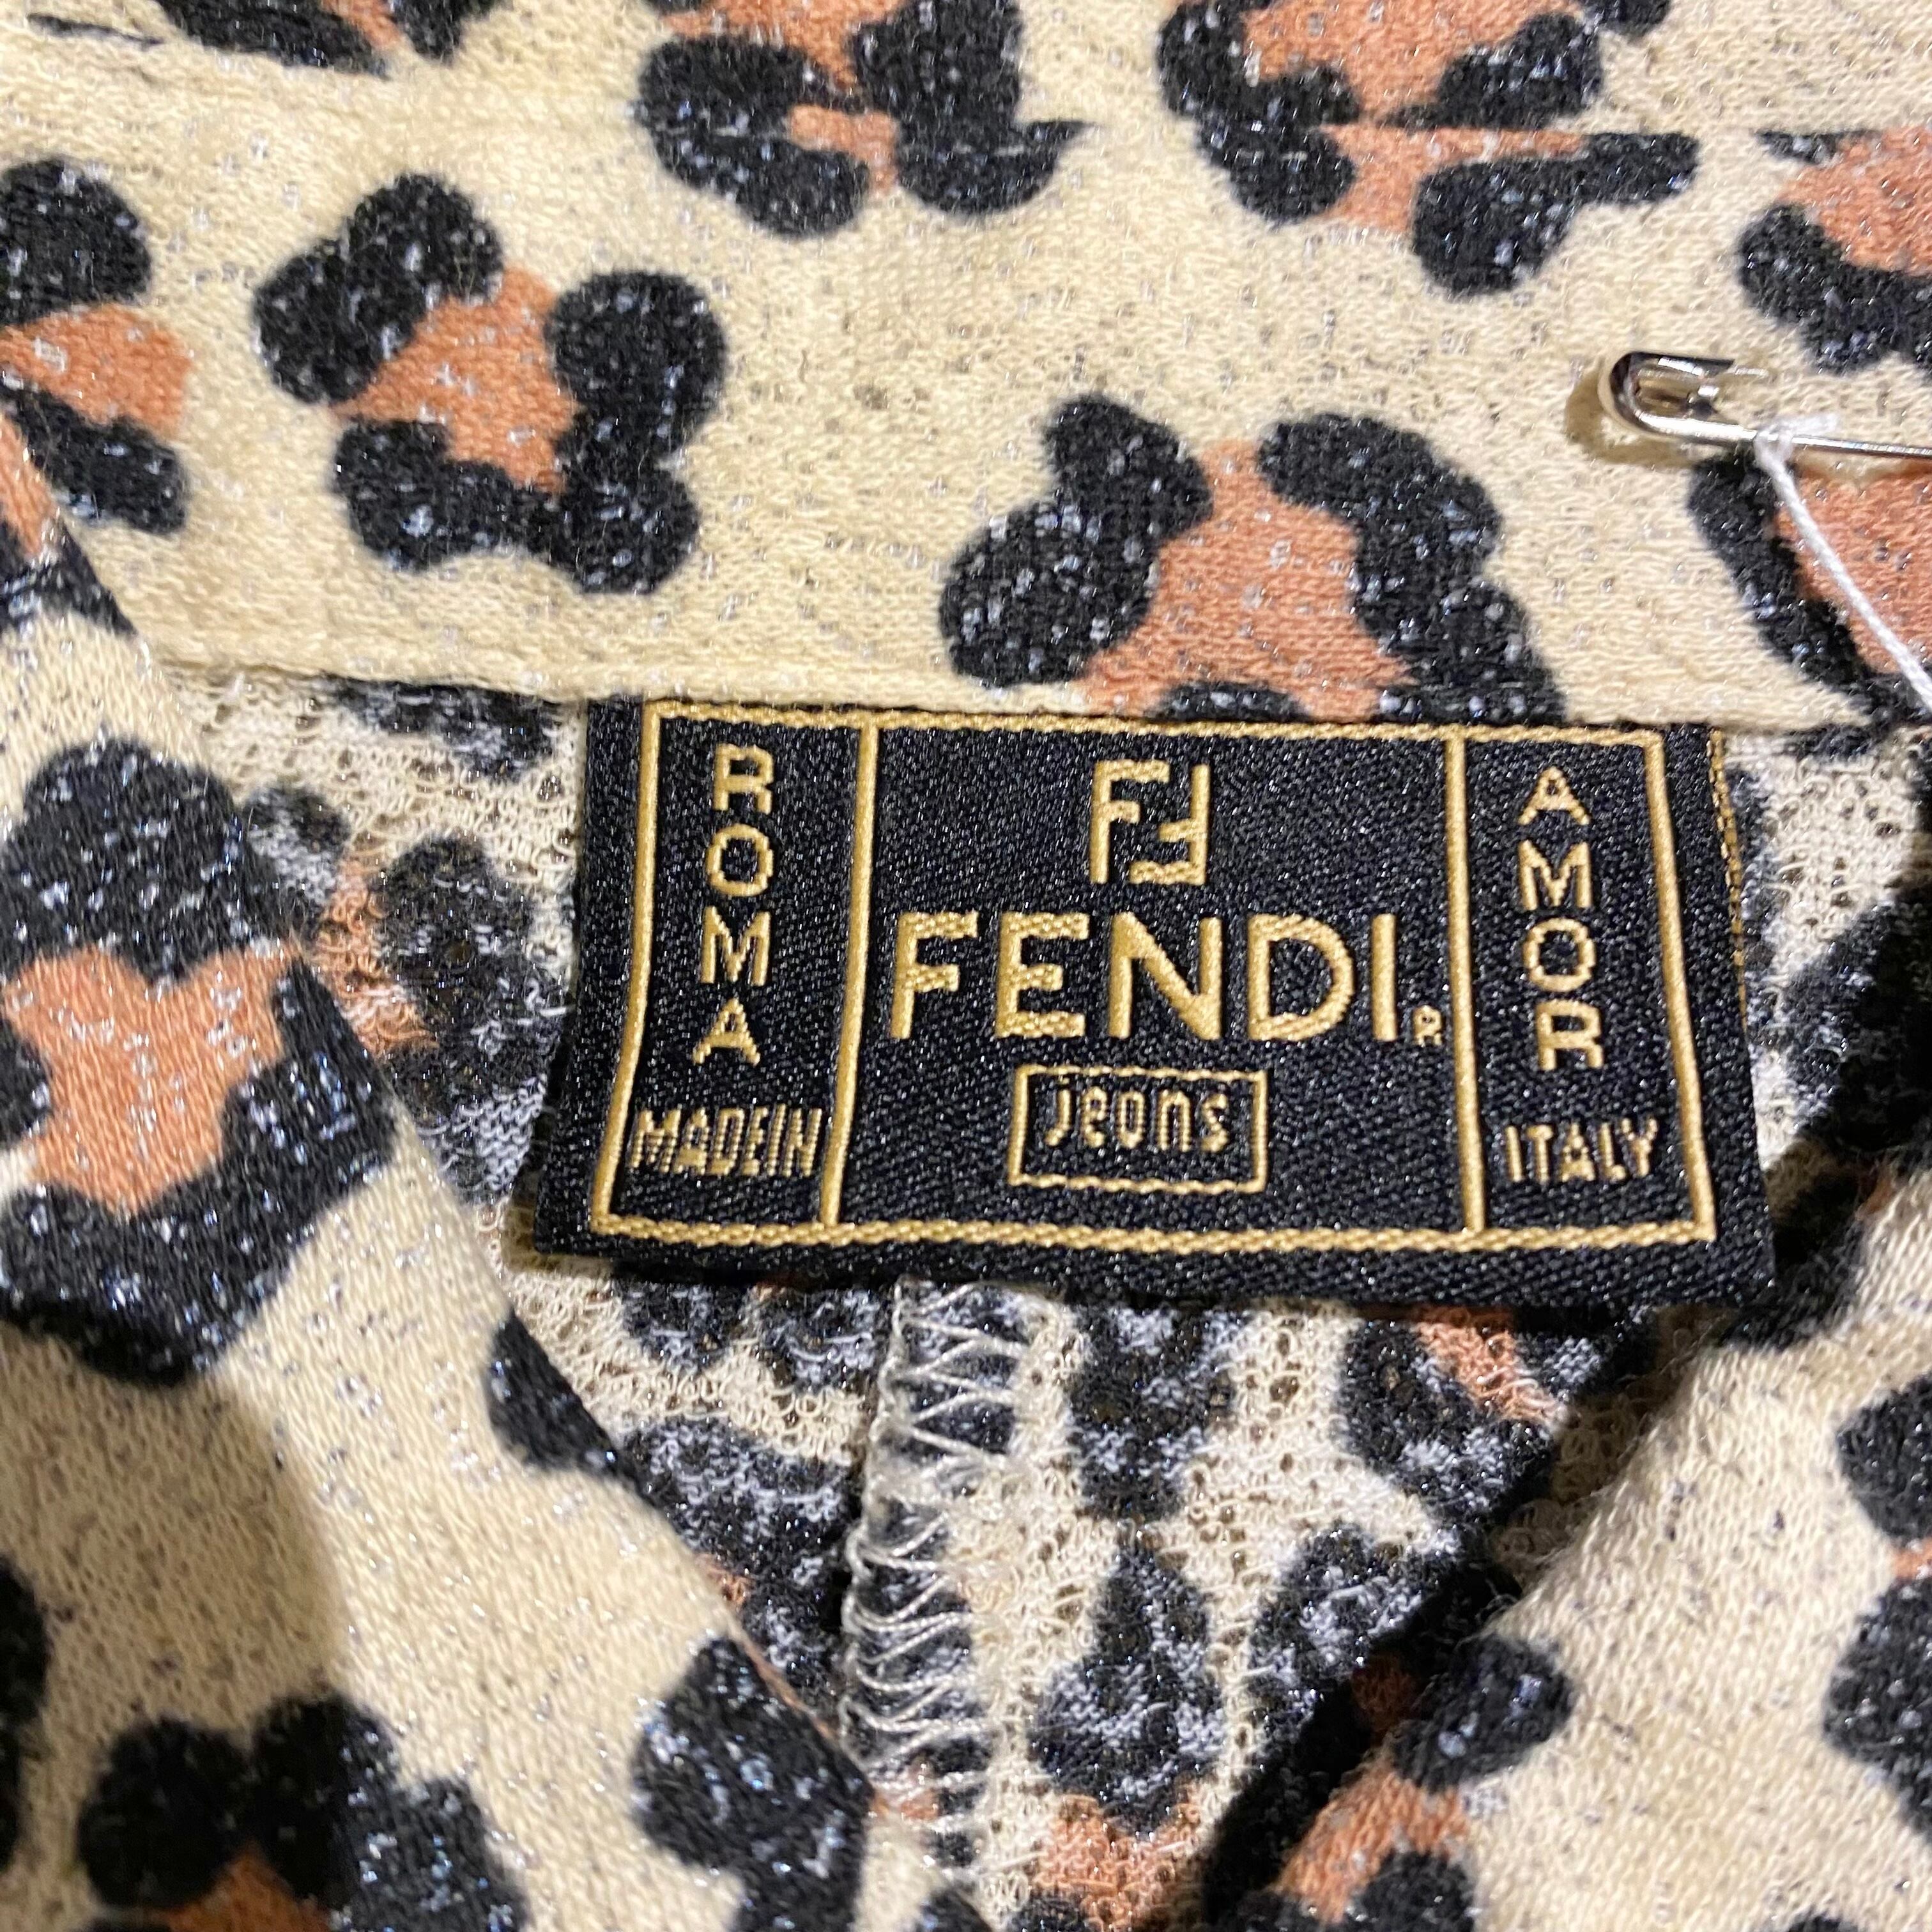 ROMA
MADEIN
FF
FENDI R
jeans
AMOR
ITALY